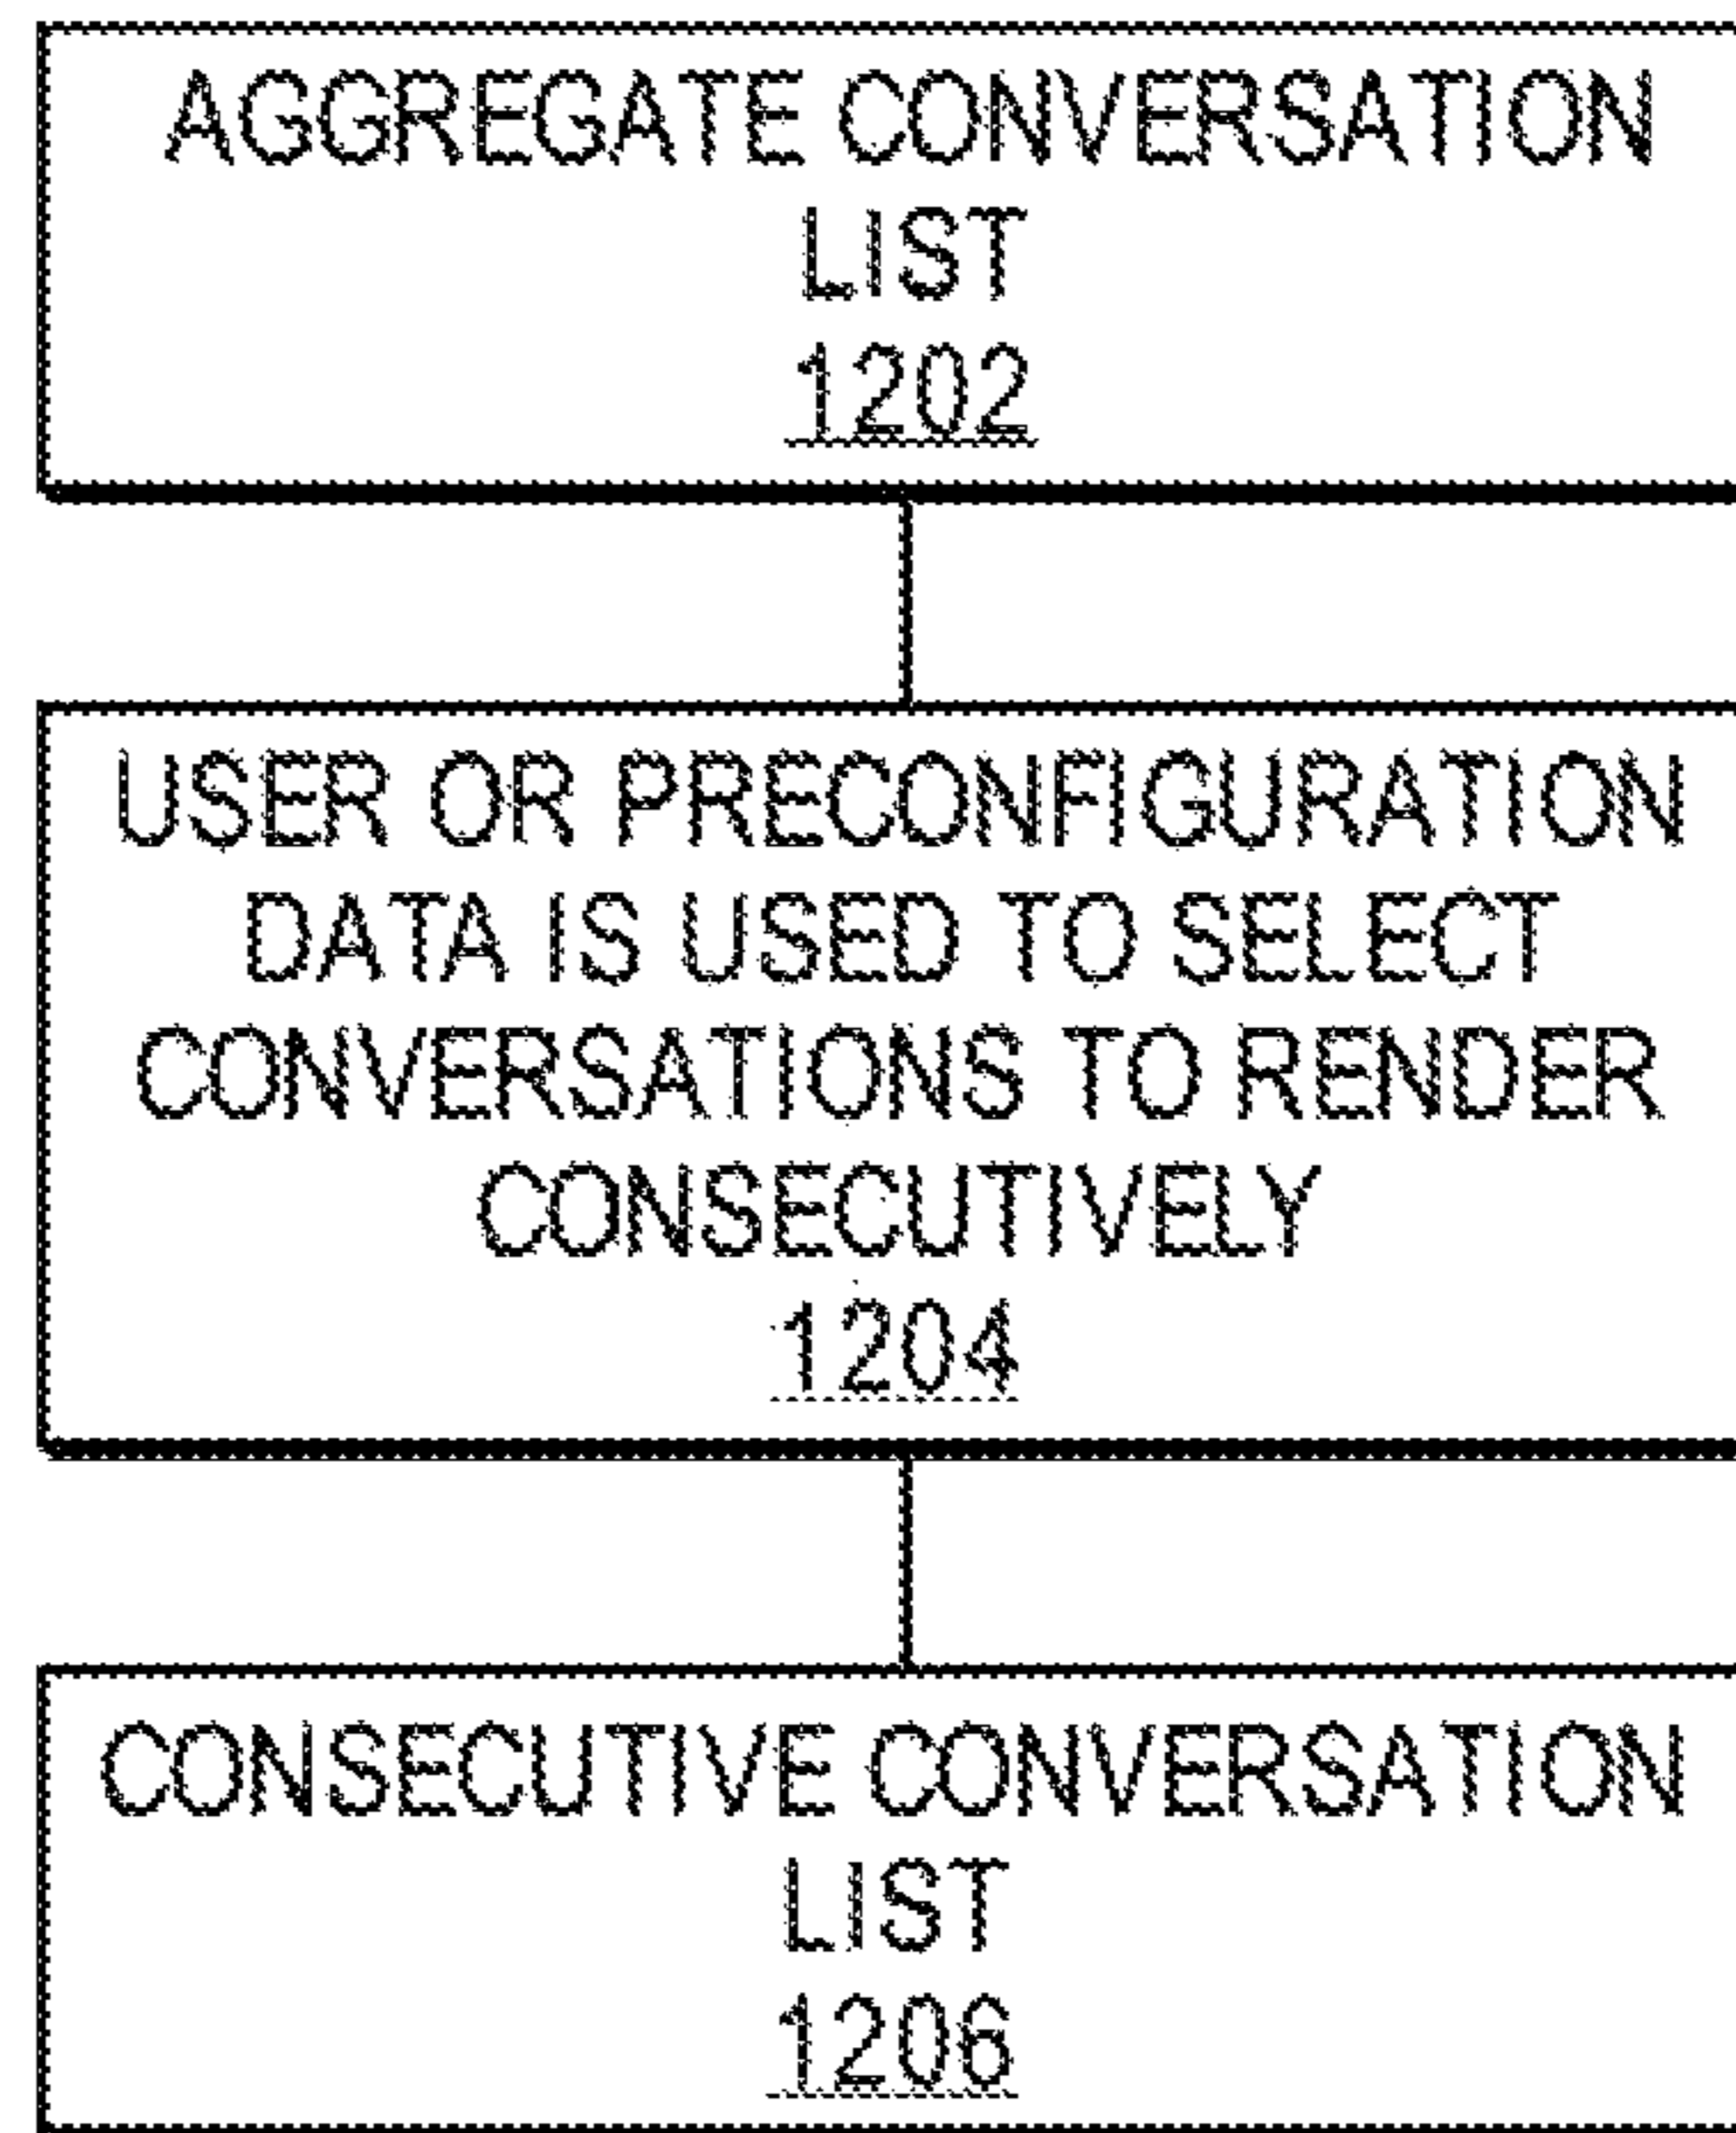 AGGREGATE CONVERSATION
LIST
1202
USER OR PRECONFIGURATION
DATA IS USED TO SELECT
CONVERSATIONS TO RENDER
CONSECUTIVELY
1204
CONSECUTIVE CONVERSATION
LIST
1206